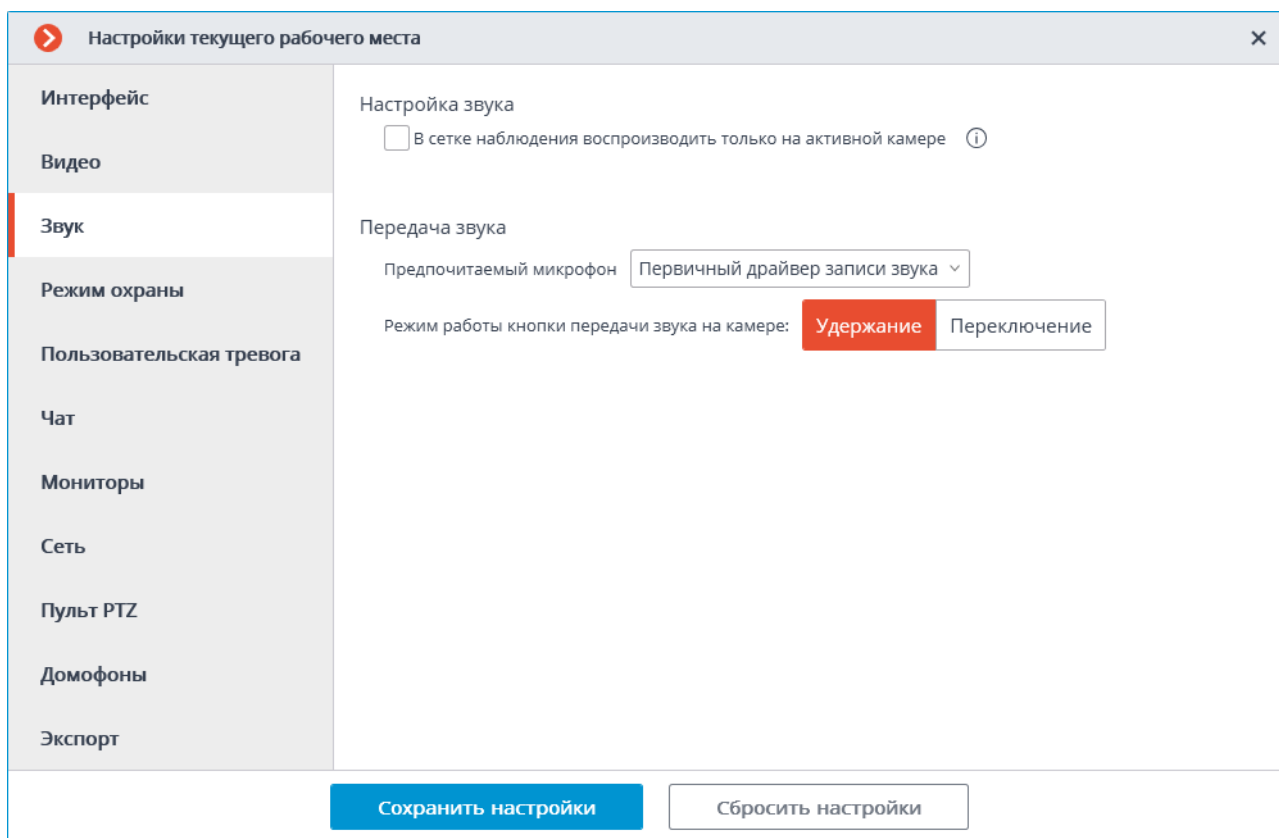 Настройки текущего рабочего места
Интерфейс
Видео
Звук
Режим охраны
Пользовательская тревога
Чат
Мониторы
Сеть
Пульт PTZ
Домофоны
Экспорт
Настройка звука
В сетке наблюдения воспроизводить только на активной камере
Передача звука
Предпочитаемый микрофон Первичный драйвер записи звука
Режим работы кнопки передачи звука на камере: Удержание Переключение
Сохранить настройки Сбросить настройки